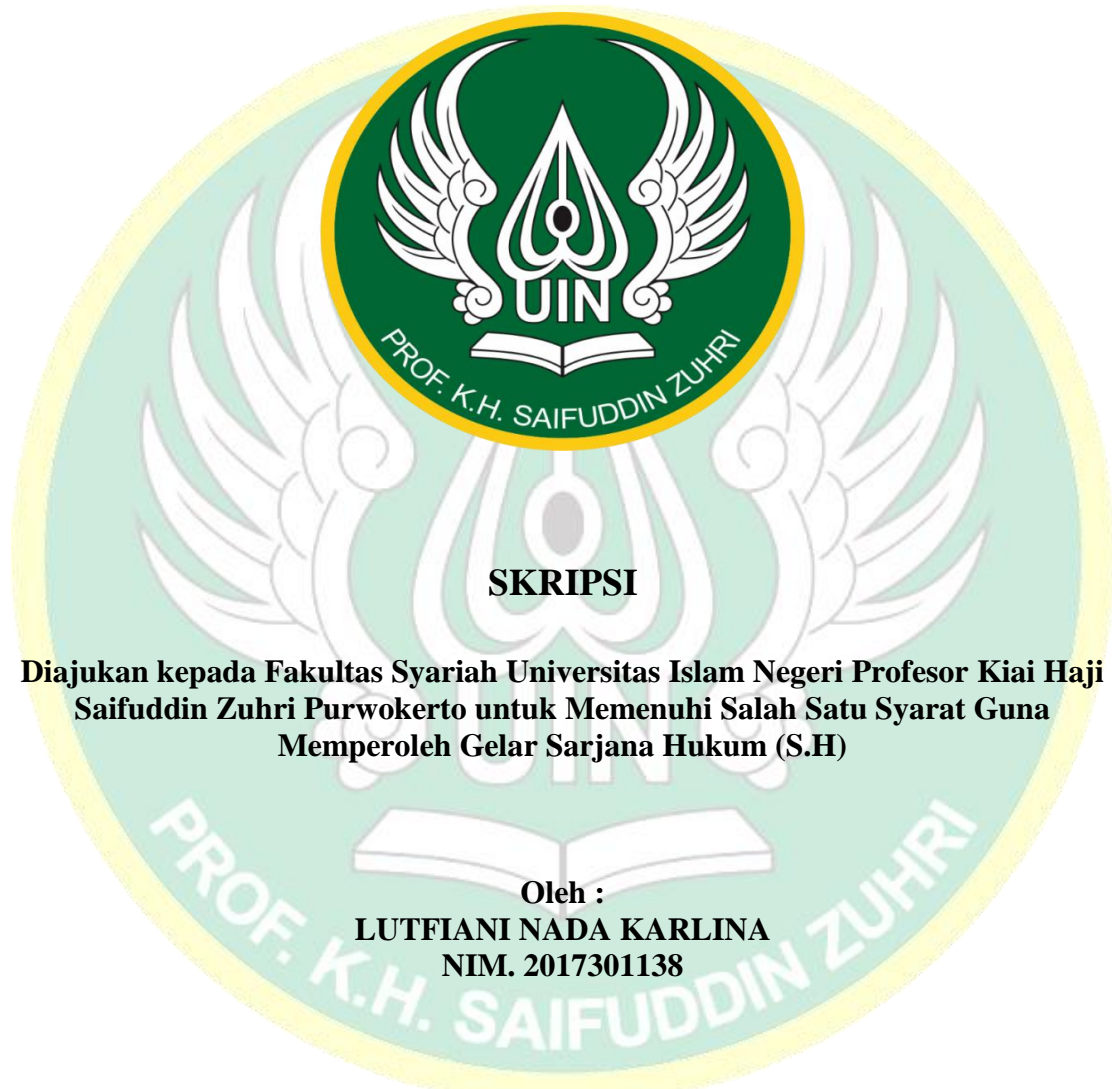 UIN
PROF. K.H. SAIFUDDIN ZUHRI
SKRIPSI
Diajukan kepada Fakultas Syariah Universitas Islam Negeri Profesor Kiai Haji
Saifuddin Zuhri Purwokerto untuk Memenuhi Salah Satu Syarat Guna
Memperoleh Gelar Sarjana Hukum (S.H)
UIN
Oleh :
LUTFIANI NADA KARLINA
NIM. 2017301138
PROF. K.H. SAIFUDDIN ZUHRI